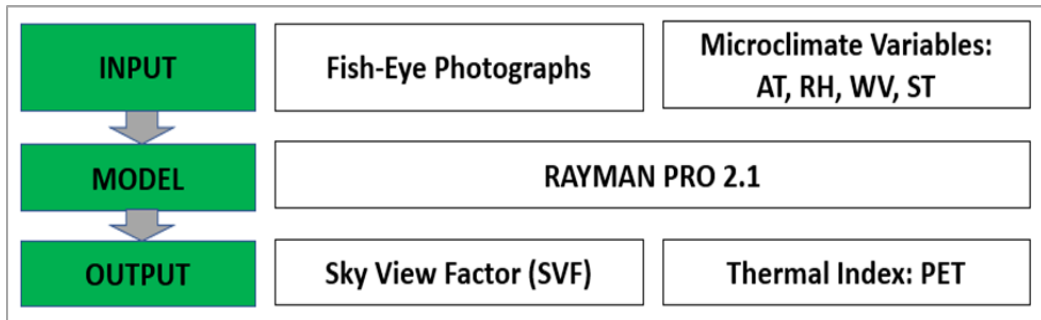 INPUT
Fish-Eye Photographs
Microclimate Variables:
AT, RH, WV, ST
MODEL
RAYMAN PRO 2.1
OUTPUT
Sky View Factor (SVF)
Thermal Index: PET